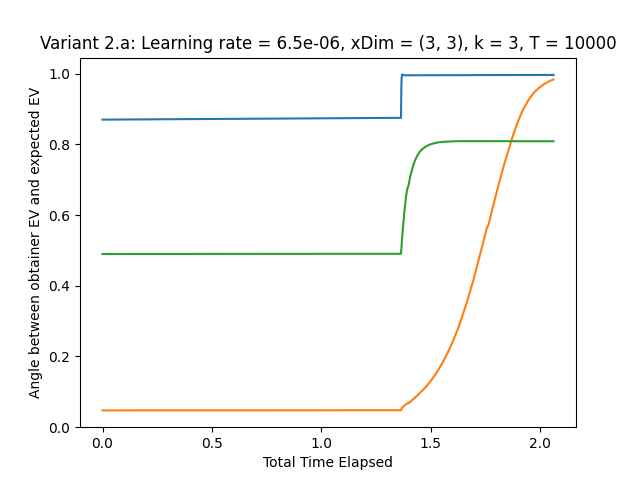 Variant 2.a: Learning rate = 6.5e-06, xDim = (3, 3), k = 3, T = 10000
Angle between obtainer EV and expected EV
1.0
0.8
0.6
0.4
0.2
0.0
0.0 0.5 1.0 1.5 2.0
Total Time Elapsed